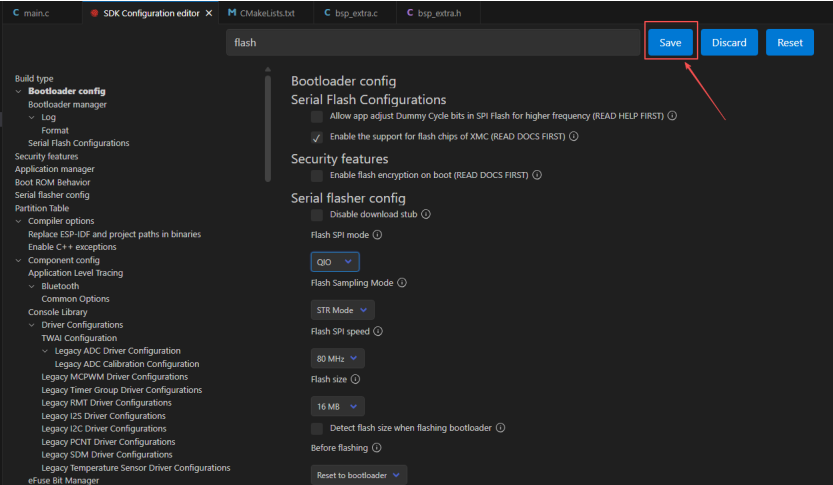 main.c
SDK Configuration editor
CMakeLists.txt
bsp_extra.c
bsp_extra.h
flash
Save
Discard
Reset
Build type
Bootloader config
Bootloader manager
Log
Format
Serial Flash Configurations
Security features
Application manager
Boot ROM Behavior
Serial flasher config
Partition Table
Compiler options
Replace ESP-IDF and project paths in binaries
Enable C++ exceptions
Component config
Application Level Tracing
Bluetooth
Common Options
Console Library
Driver Configurations
TWAI Configuration
Legacy ADC Driver Configuration
Legacy ADC Calibration Configuration
Legacy MCPWM Driver Configurations
Legacy Timer Group Driver Configurations
Legacy RMT Driver Configurations
Legacy I2S Driver Configurations
Legacy I2C Driver Configurations
Legacy PCNT Driver Configurations
Legacy SDM Driver Configurations
Legacy Temperature Sensor Driver Configurations
eFuse Bit Manager
Bootloader config
Serial Flash Configurations
Allow app adjust Dummy Cycle bits in SPI Flash for higher frequency (READ HELP FIRST)
Enable the support for flash chips of XMC (READ DOCS FIRST)
Security features
Enable flash encryption on boot (READ DOCS FIRST)
Serial flasher config
Disable download stub
Flash SPI mode
QIO
Flash Sampling Mode
STR Mode
Flash SPI speed
80 MHz
Flash size
16 MB
Detect flash size when flashing bootloader
Before flashing
Reset to bootloader